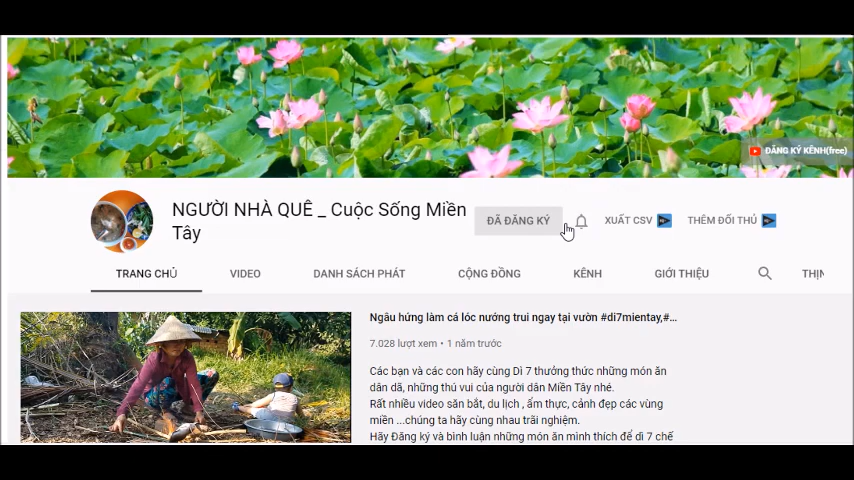 ĐĂNG KÝ KÊNH(free)
NGƯỜI NHÀ QUÊ _ Cuộc Sống Miền
Tây
ĐÃ ĐĂNG KÝ
XUẤT CSV
THÊM ĐỐI THỦ
TRANG CHỦ
VIDEO
DANH SÁCH PHÁT
CỘNG ĐỒNG
KÊNH
GIỚI THIỆU
THỊN
Ngẫu hứng làm cá lóc nướng trui ngay tại vườn #di7mientay,#...
7.028 lượt xem • 1 năm trước
Các bạn và các con hãy cùng Dì 7 thưởng thức những món ăn
dân dã, những thú vui của người dân Miền Tây nhé.
Rất nhiều video săn bắt, du lịch , ẩm thực, cảnh đẹp các vùng
miền ...chúng ta hãy cùng nhau trãi nghiệm.
Hãy Đăng ký và bình luận những món ăn mình thích để dì 7 chế